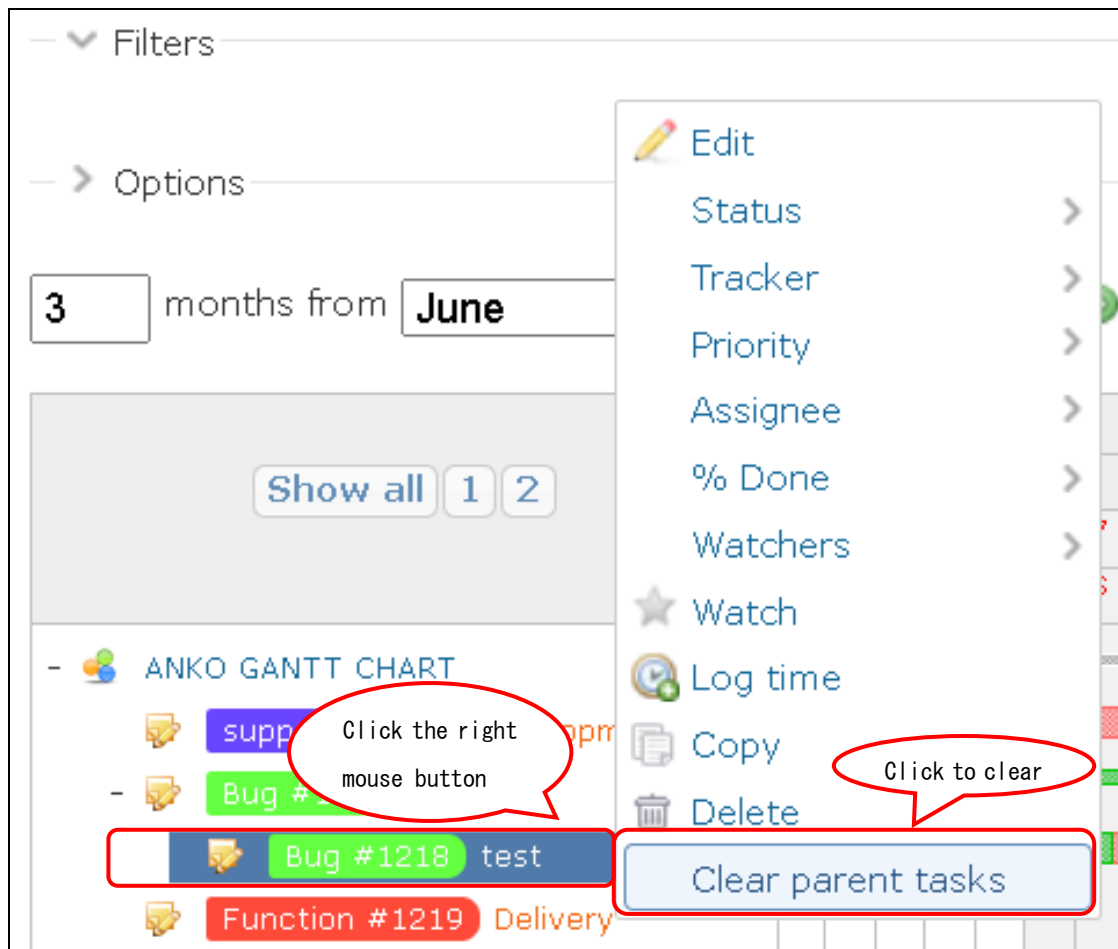 Filters
Edit
Options
Status
3 months from June
Tracker
Priority
Assignee
Show all 1 2
% Done
Watchers
Watch
- ANKO GANTT CHART
Log time
Click the right
mouse button
Copy
Click to clear
- Bug
Delete
Bug #1218 test
Clear parent tasks
Function #1219 Delivery